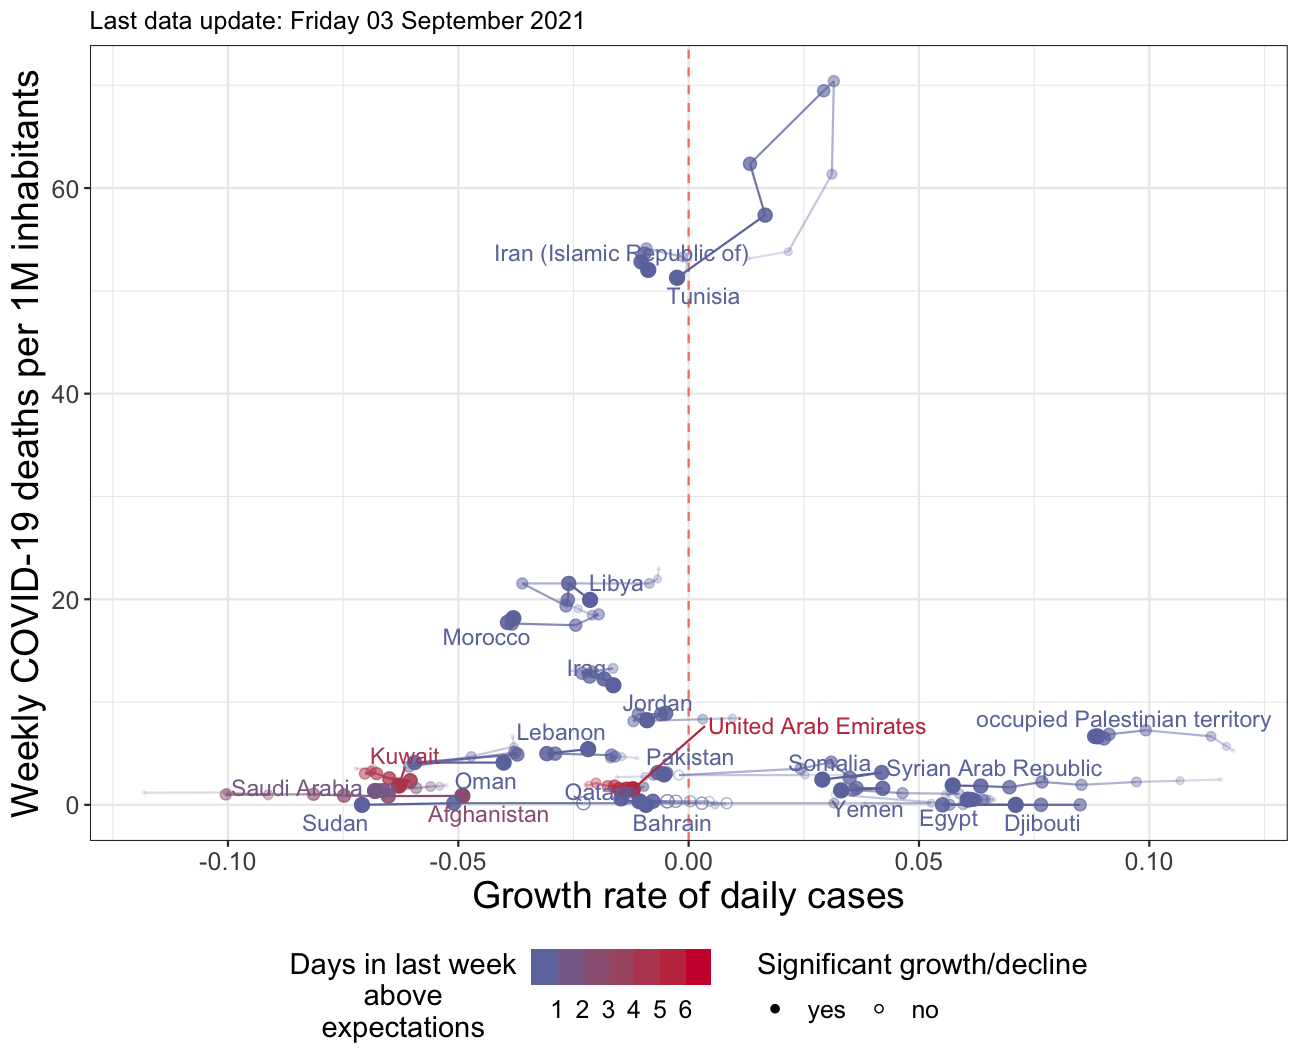 Last data update: Friday 03 September 2021
Weekly COVID-19 deaths per 1M inhabitants
60
40
20
0
Iran (Islamic Republic of)
Tunisia
Libya
Morocco
Iraq
Jordan
occupied Palestinian territory
United Arab Emirates
Lebanon
Kuwait
Pakistan
Somalia
Syrian Arab Republic
Saudi Arabia
Oman
Qatar
Afghanistan
Yemen
Sudan
Bahrain
Egypt
Djibouti
-0.10
-0.05
0.00
0.05
0.10
Growth rate of daily cases
Days in last week
above
expectations
1 2 3 4 5 6
Significant growth/decline
yes
no